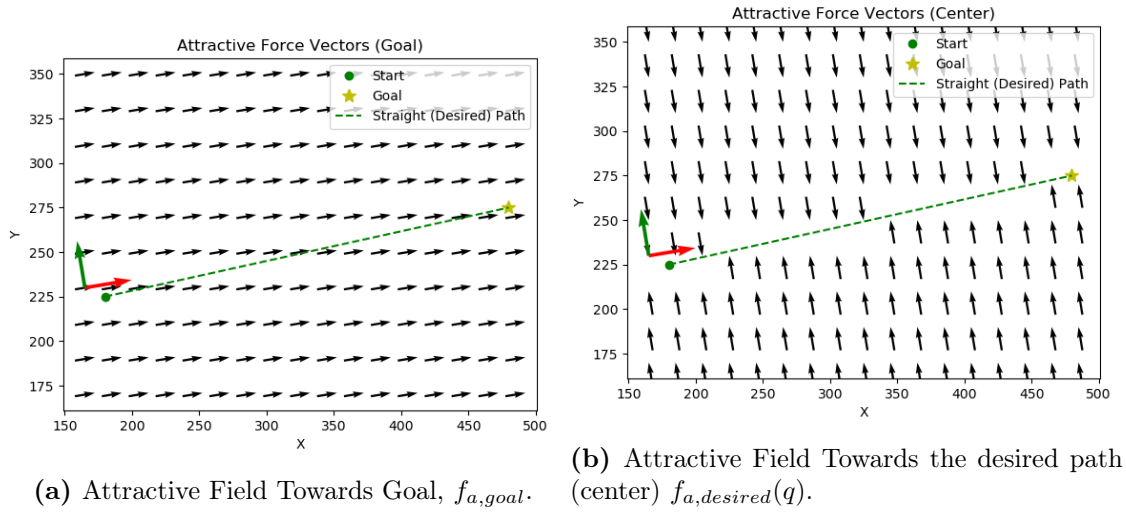 Attractive Force Vectors (Goal)
Start
Goal
Straight (Desired) Path
350
325
300
275
250
225
200
175
Y
150
200
250
300
350
400
450
500
X
(a) Attractive Field Towards Goal, f_{a,goal}.
Attractive Force Vectors (Center)
Start
Goal
Straight (Desired) Path
350
325
300
275
250
225
200
175
Y
150
200
250
300
350
400
450
500
X
(b) Attractive Field Towards the desired path
(center) f_{a,desired}(q).